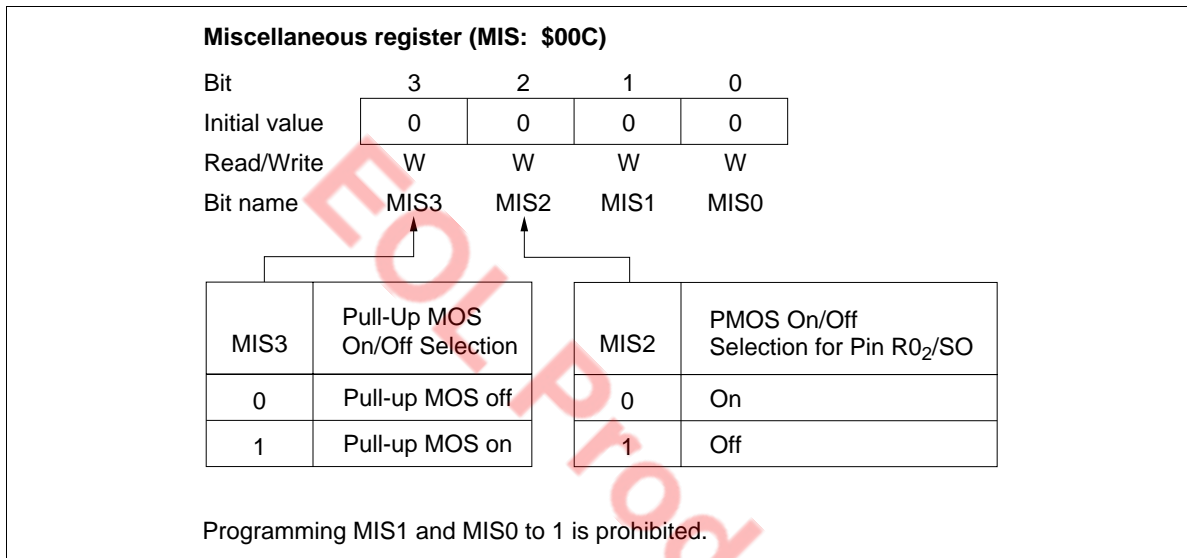 Miscellaneous register (MIS: $00C)
Bit 3 2 1 0
Initial value 0 0 0 0
Read/Write W W W W
Bit name MIS3 MIS2 MIS1 MIS0
MIS3 Pull-Up MOS
On/Off Selection
0 Pull-up MOS off
1 Pull-up MOS on
MIS2 PMOS On/Off
Selection for Pin R0₂/SO
0 On
1 Off
Programming MIS1 and MIS0 to 1 is prohibited.
EOL Prod